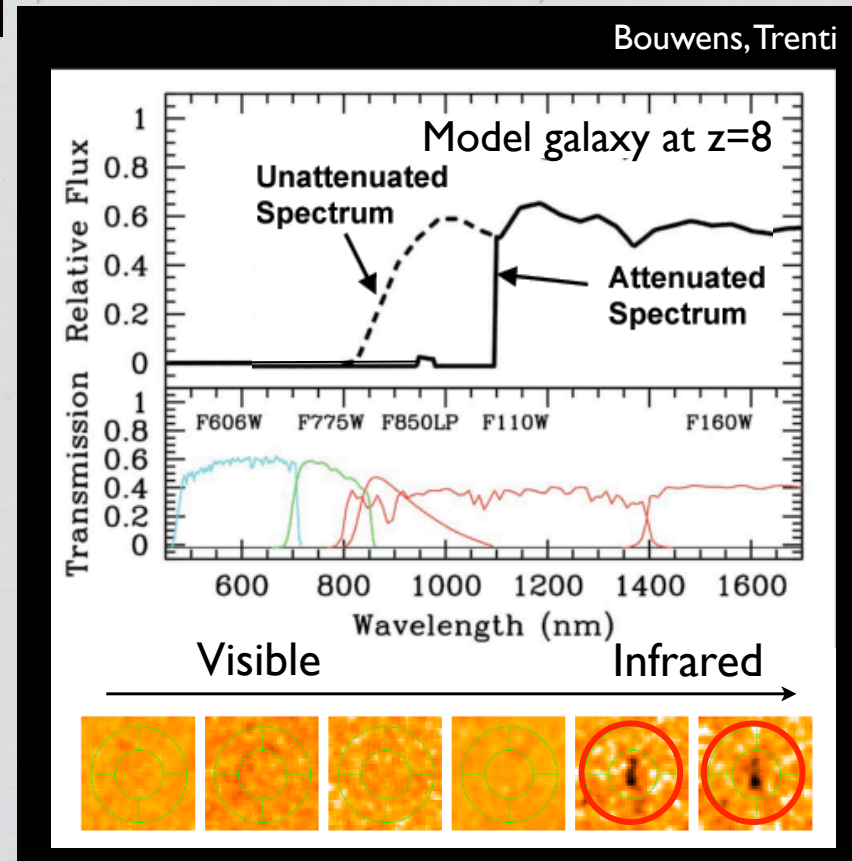 Bouwens, Trenti
Model galaxy at z=8
Unattenuated
Spectrum
Attenuated
Spectrum
Relative Flux
1
0.8
0.6
0.4
0.2
0
Transmission
1
0.8
0.6
0.4
0.2
0
F606W F775W F850LP F110W F160W
600 800 1000 1200 1400 1600
Wavelength (nm)
Visible Infrared